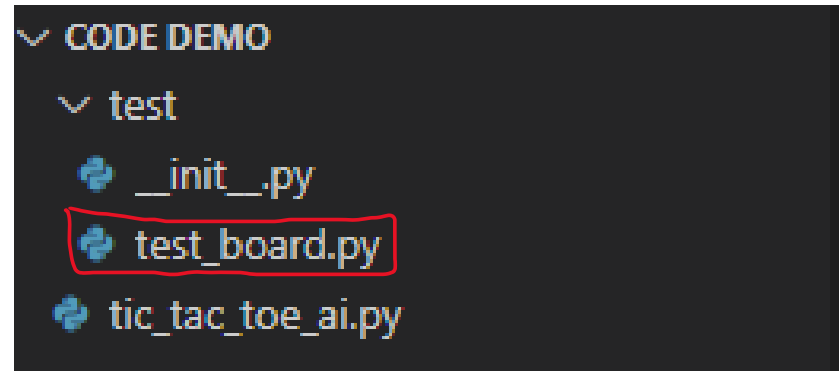 CODE DEMO
test
__init__.py
test_board.py
tic_tac_toe_ai.py